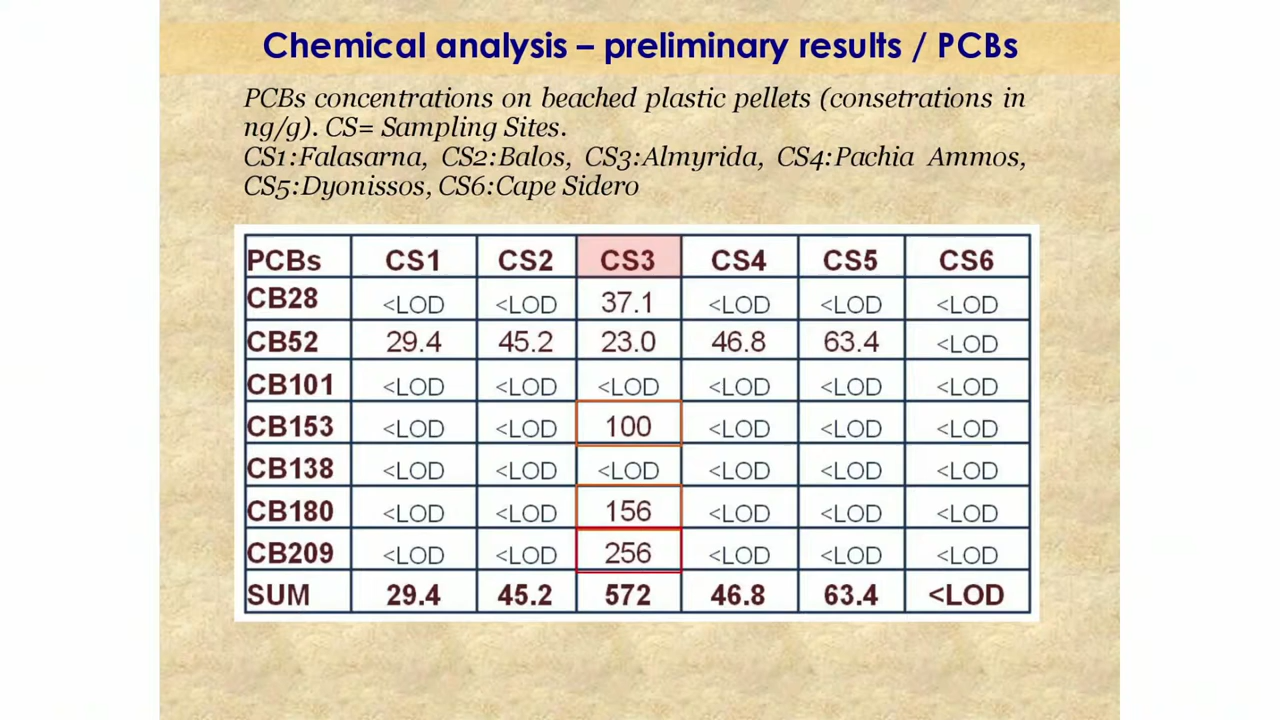 Chemical analysis – preliminary results / PCBs
PCBs concentrations on beached plastic pellets (consetrations in
ng/g). CS= Sampling Sites.
CS1:Falasarna, CS2:Balos, CS3:Almyrida, CS4:Pachia Ammos,
CS5:Dyonissos, CS6:Cape Sidero
PCBs CS1 CS2 CS3 CS4 CS5 CS6
CB28 <LOD <LOD 37.1 <LOD <LOD <LOD
CB52 29.4 45.2 23.0 46.8 63.4 <LOD
CB101 <LOD <LOD <LOD <LOD <LOD <LOD
CB153 <LOD <LOD 100 <LOD <LOD <LOD
CB138 <LOD <LOD <LOD <LOD <LOD <LOD
CB180 <LOD <LOD 156 <LOD <LOD <LOD
CB209 <LOD <LOD 256 <LOD <LOD <LOD
SUM 29.4 45.2 572 46.8 63.4 <LOD